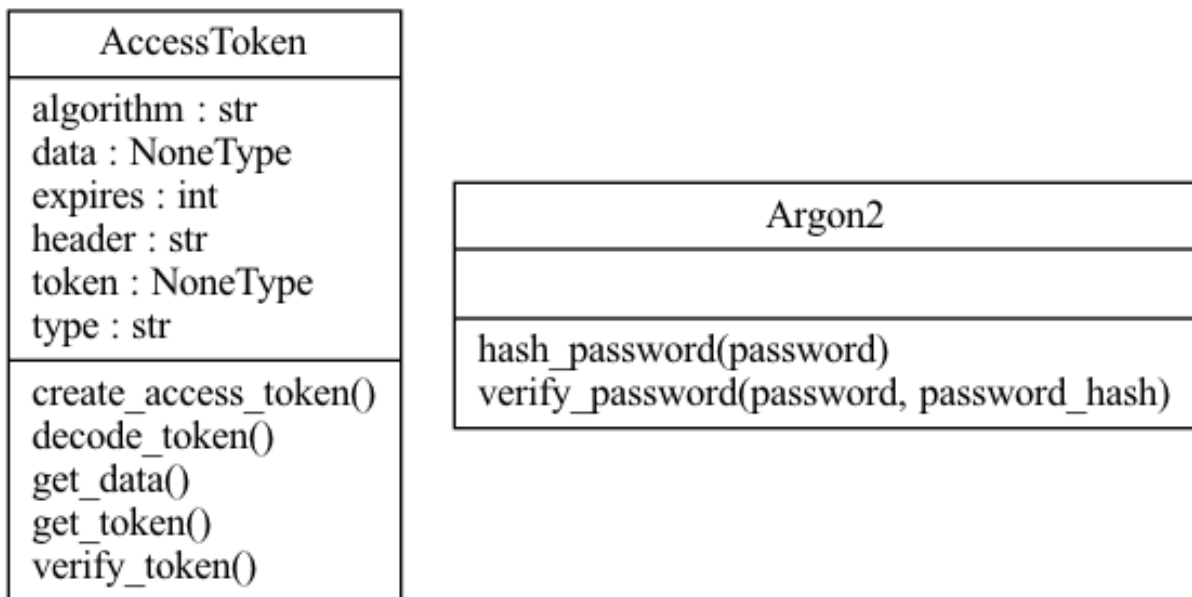 AccessToken
algorithm : str
data : NoneType
expires : int
header : str
token : NoneType
type : str
create_access_token()
decode_token()
get_data()
get_token()
verify_token()
Argon2
hash_password(password)
verify_password(password, password_hash)